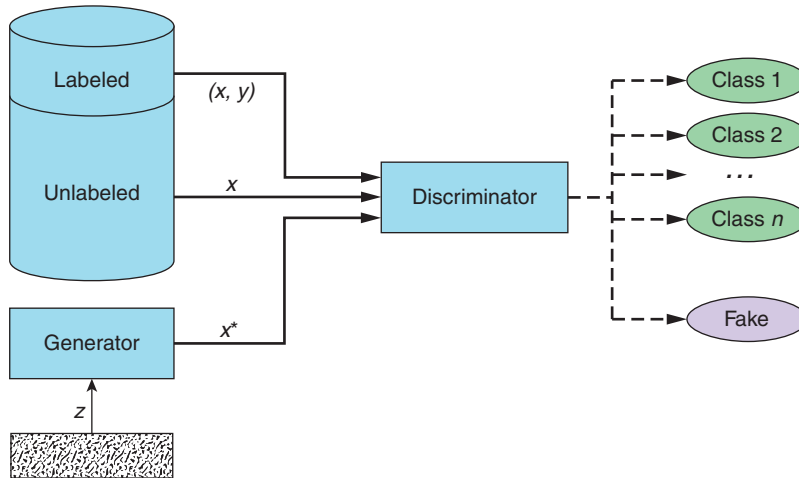 Labeled
(x, y)
Unlabeled
x
Generator
x*
z
Discriminator
Class 1
Class 2
...
Class n
Fake